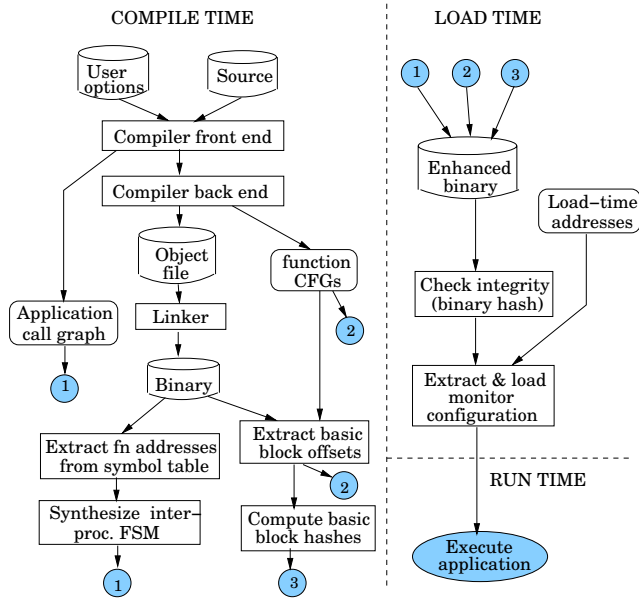 COMPILE TIME
User
options
Source
Compiler front end
Compiler back end
Object
file
function
CFGs
2
Application
call graph
1
Linker
Binary
Extract fn addresses
from symbol table
Extract basic
block offsets
2
Synthesize inter-
proc. FSM
Compute basic
block hashes
1
3
LOAD TIME
1
2
3
Enhanced
binary
Load-time
addresses
Check integrity
(binary hash)
Extract & load
monitor
configuration
RUN TIME
Execute
application